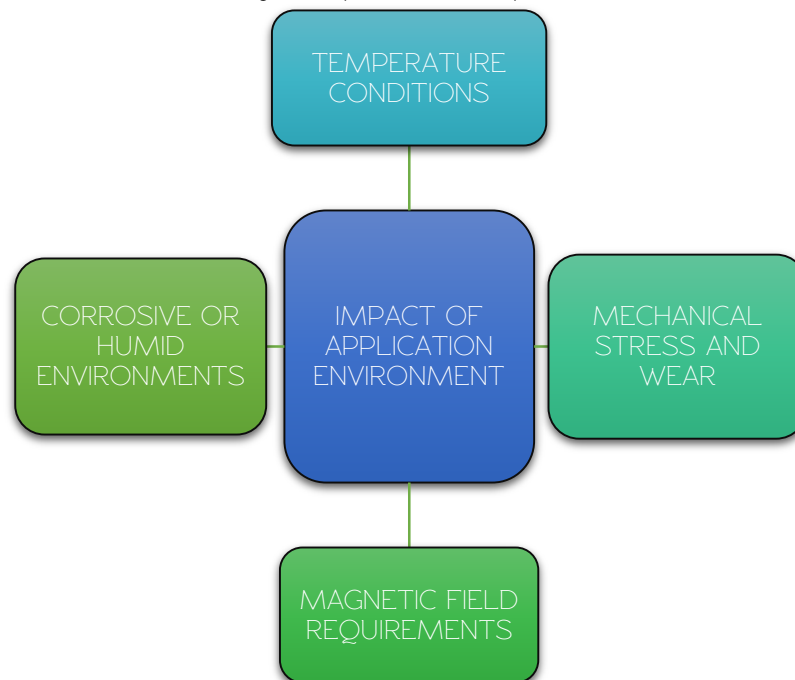 TEMPERATURE
CONDITIONS
CORROSIVE OR
HUMID
ENVIRONMENTS
IMPACT OF
APPLICATION
ENVIRONMENT
MECHANICAL
STRESS AND
WEAR
MAGNETIC FIELD
REQUIREMENTS